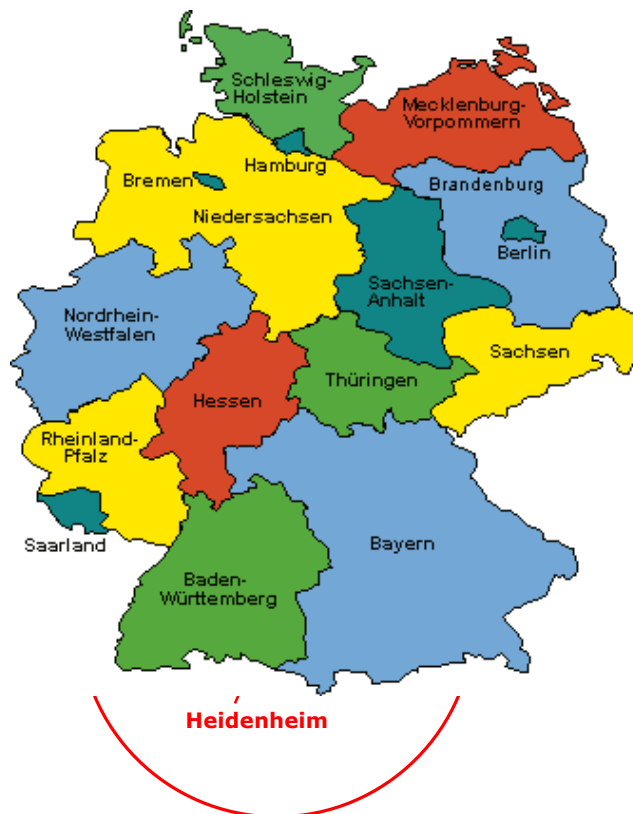 Schleswig-
Holstein
Mecklenburg-
Vorpommern
Hamburg
Bremen
Brandenburg
Niedersachsen
Berlin
Sachsen-
Anhalt
Nordrhein-
Westfalen
Sachsen
Thüringen
Hessen
Rheinland-
Pfalz
Saarland
Bayern
Baden-
Württemberg
Heidenheim